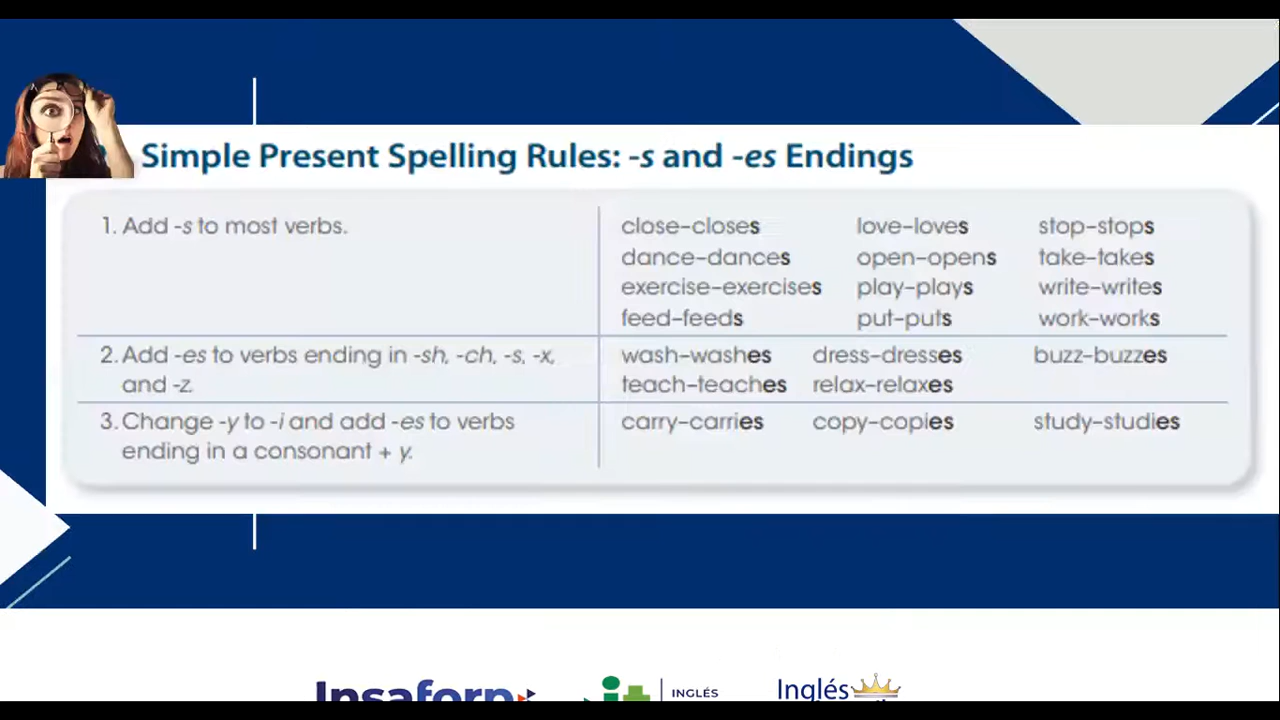 Simple Present Spelling Rules: -s and -es Endings
1. Add -s to most verbs.
close–closes love–loves stop–stops
dance–dances open–opens take–takes
exercise–exercises play–plays write–writes
feed–feeds put–puts work–works
2. Add -es to verbs ending in -sh, -ch, -s, -x,
and -z.
wash–washes dress–dresses buzz–buzzes
teach–teaches relax–relaxes
3. Change -y to -i and add -es to verbs
ending in a consonant + y.
carry–carries copy–copies study–studies
Insaforp
it
INGLÉS
Inglés